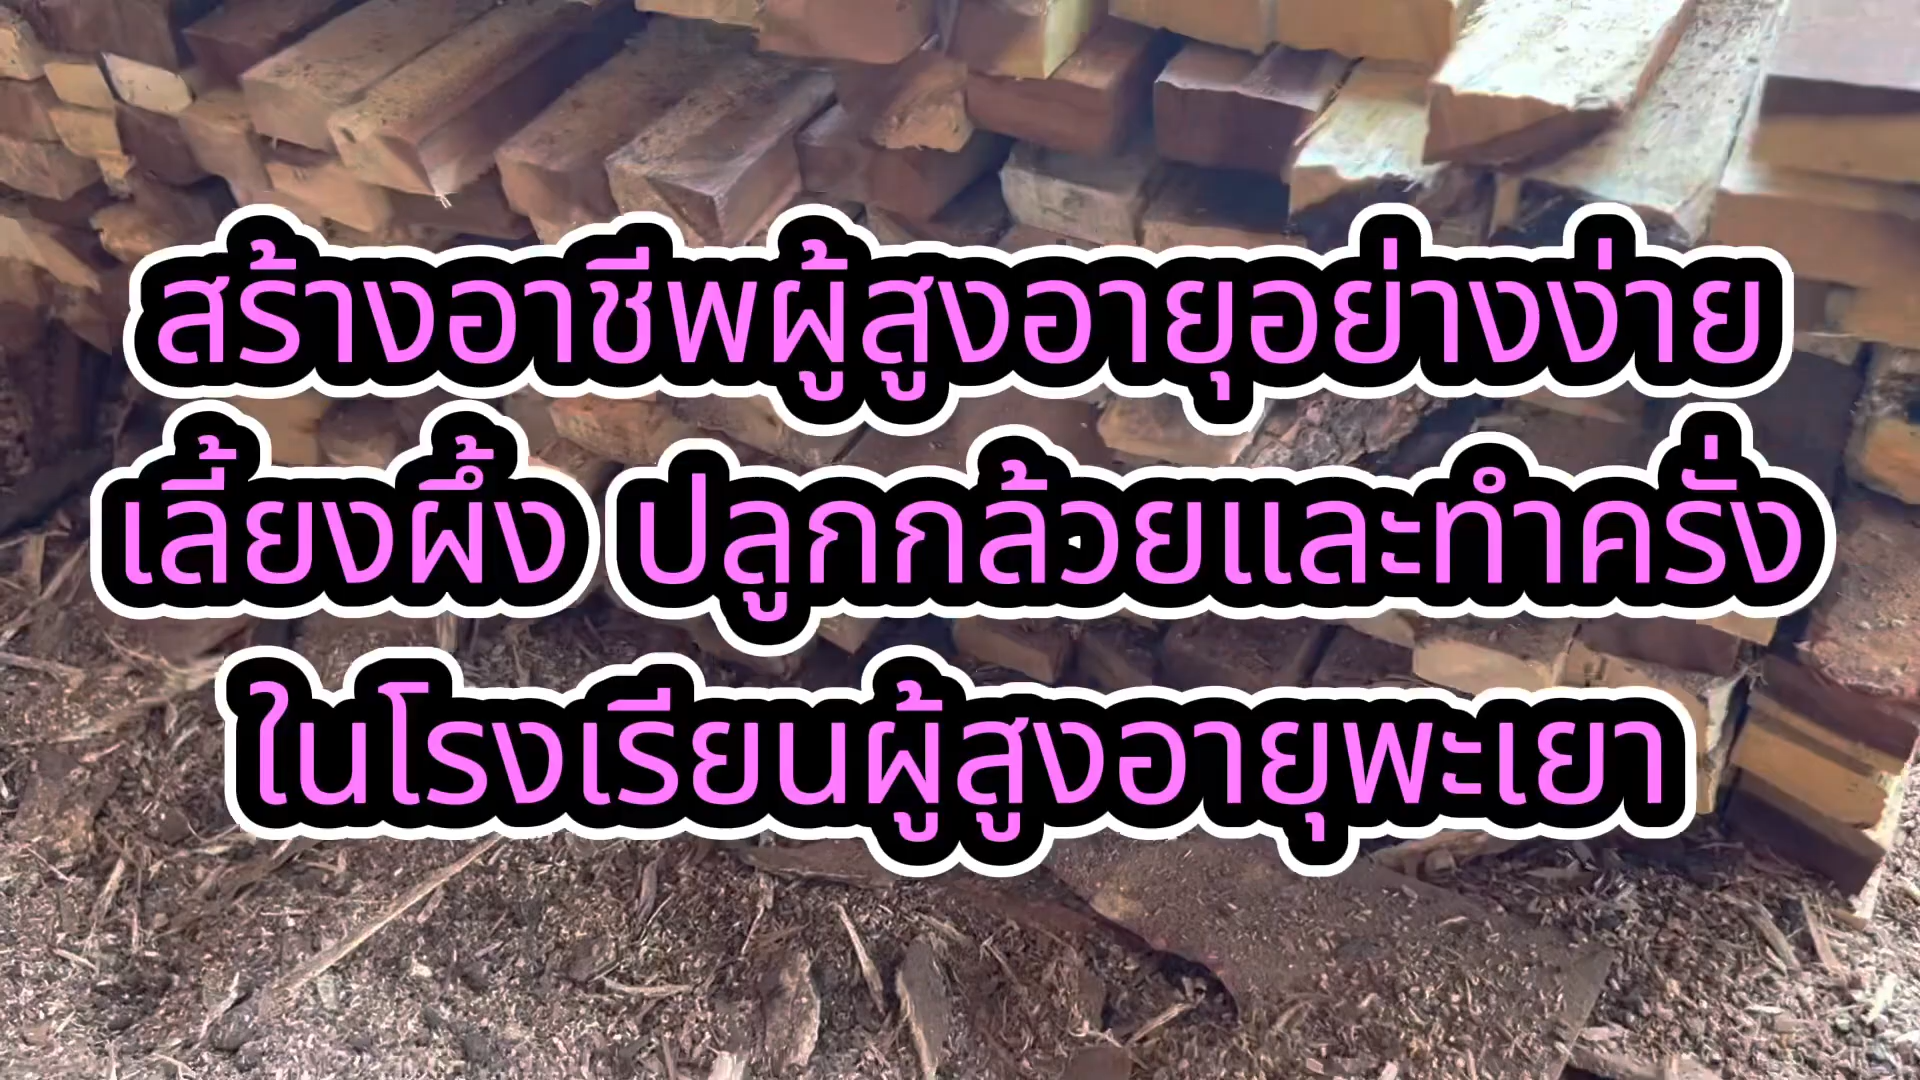 สร้างอาชีพผู้สูงอายุอย่างง่าย
เลี้ยงผึ้ง ปลูกกล้วยและทำครั่ง
ในโรงเรียนผู้สูงอายุพะเยา